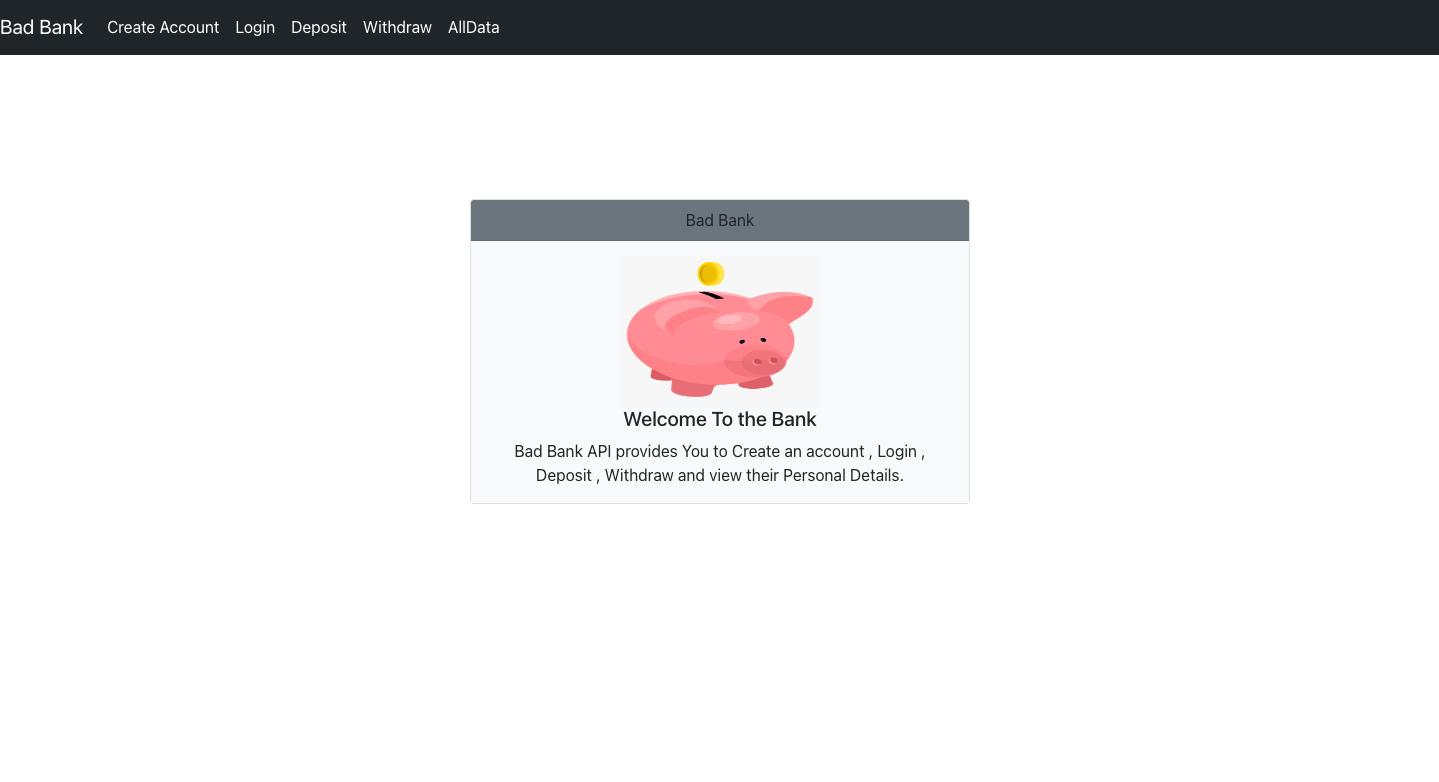 Bad Bank Create Account Login Deposit Withdraw AllData
Bad Bank
Welcome To the Bank
Bad Bank API provides You to Create an account , Login ,
Deposit , Withdraw and view their Personal Details.